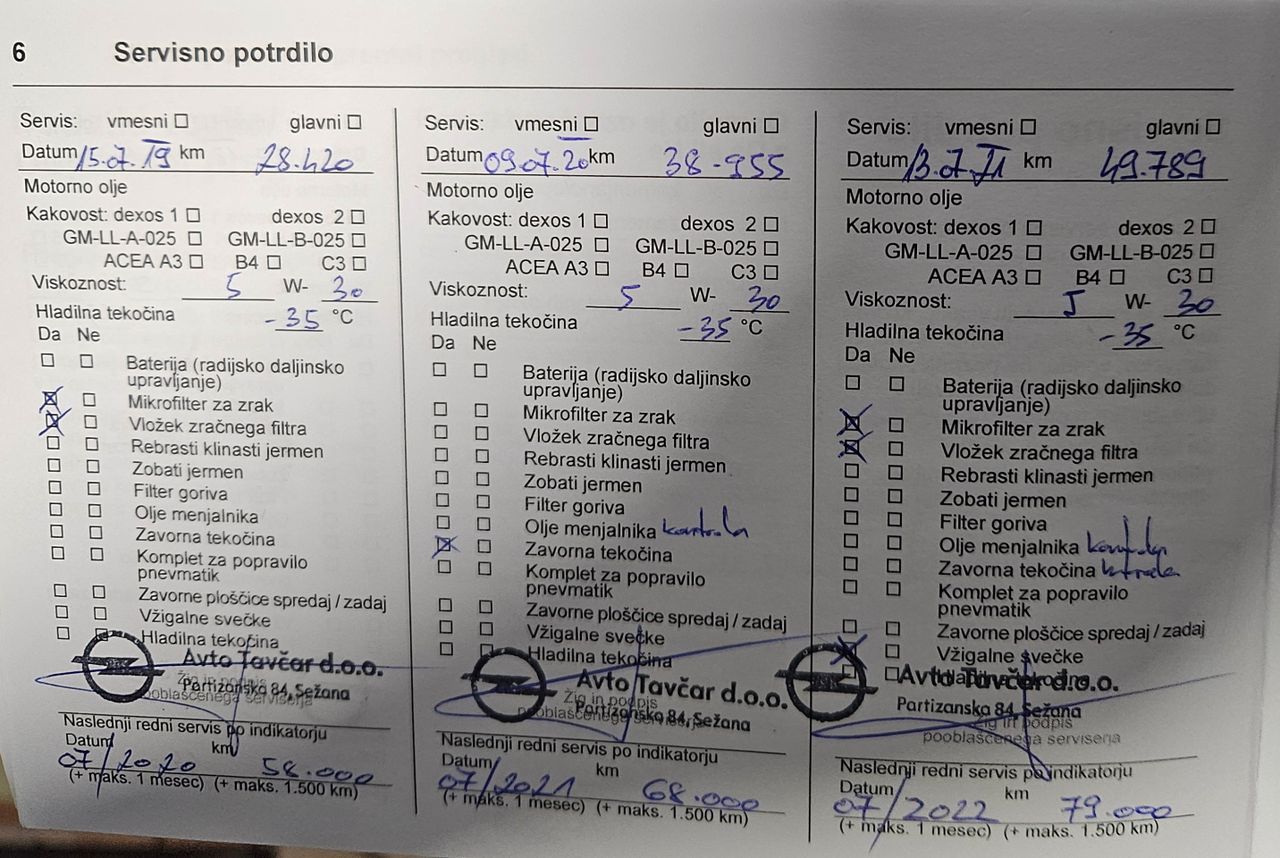 6 Servisno potrdilo
Servis: vmesni ☐ glavni ☐
Datum 15.07.19 km 28.420
Motorno olje
Kakovost: dexos 1 ☐ dexos 2 ☐
GM-LL-A-025 ☐ GM-LL-B-025 ☐
ACEA A3 ☐ B4 ☐ C3 ☐
Viskoznost: 5 W- 30
Hladilna tekočina -35 °C
Da Ne
☐ ☐ Baterija (radijsko daljinsko
upravljanje)
☒ ☐ Mikrofilter za zrak
☒ ☐ Vložek zračnega filtra
☐ ☐ Rebrasti klinasti jermen
☐ ☐ Zobati jermen
☐ ☐ Filter goriva
☐ ☐ Olje menjalnika
☐ ☐ Zavorna tekočina
☐ ☐ Komplet za popravilo
pnevmatik
☐ ☐ Zavorne ploščice spredaj / zadaj
☐ ☐ Vžigalne svečke
☐ ☐ Hladilna tekočina
Avto Tavčar d.o.o.
Partizanska 84, Sežana
pooblaščenega serviserja
Naslednji redni servis po indikatorju
Datum km
07/2020 58.000
(+ maks. 1 mesec) (+ maks. 1.500 km)
Servis: vmesni ☐ glavni ☐
Datum 09.07.20 km 38-955
Motorno olje
Kakovost: dexos 1 ☐ dexos 2 ☐
GM-LL-A-025 ☐ GM-LL-B-025 ☐
ACEA A3 ☐ B4 ☐ C3 ☐
Viskoznost: 5 W- 30
Hladilna tekočina -35 °C
Da Ne
☐ ☐ Baterija (radijsko daljinsko
upravljanje)
☐ ☐ Mikrofilter za zrak
☐ ☐ Vložek zračnega filtra
☐ ☐ Rebrasti klinasti jermen
☐ ☐ Zobati jermen
☐ ☐ Filter goriva
☐ ☐ Olje menjalnika kontrola
☒ ☐ Zavorna tekočina
☐ ☐ Komplet za popravilo
pnevmatik
☐ ☐ Zavorne ploščice spredaj / zadaj
☐ ☐ Vžigalne svečke
☐ ☐ Hladilna tekočina
Avto Tavčar d.o.o.
Žig in podpis
Partizanska 84, Sežana
pooblaščenega serviserja
Naslednji redni servis po indikatorju
Datum km
07/2021 68.000
(+ maks. 1 mesec) (+ maks. 1.500 km)
Servis: vmesni ☐ glavni ☐
Datum 13.07.21 km 49.789
Motorno olje
Kakovost: dexos 1 ☐ dexos 2 ☐
GM-LL-A-025 ☐ GM-LL-B-025 ☐
ACEA A3 ☐ B4 ☐ C3 ☐
Viskoznost: 5 W- 30
Hladilna tekočina -35 °C
Da Ne
☐ ☐ Baterija (radijsko daljinsko
upravljanje)
☒ ☐ Mikrofilter za zrak
☒ ☐ Vložek zračnega filtra
☐ ☐ Rebrasti klinasti jermen
☐ ☐ Zobati jermen
☐ ☐ Filter goriva
☐ ☐ Olje menjalnika kontrola
☐ ☐ Zavorna tekočina kontrola
☐ ☐ Komplet za popravilo
pnevmatik
☐ ☐ Zavorne ploščice spredaj / zadaj
☒ ☐ Vžigalne svečke
☐ ☐ Hladilna tekočina
Avto Tavčar d.o.o.
Partizanska 84, Sežana
Žig in podpis
pooblaščenega serviserja
Naslednji redni servis po indikatorju
Datum km
07/2022 79.000
(+ maks. 1 mesec) (+ maks. 1.500 km)